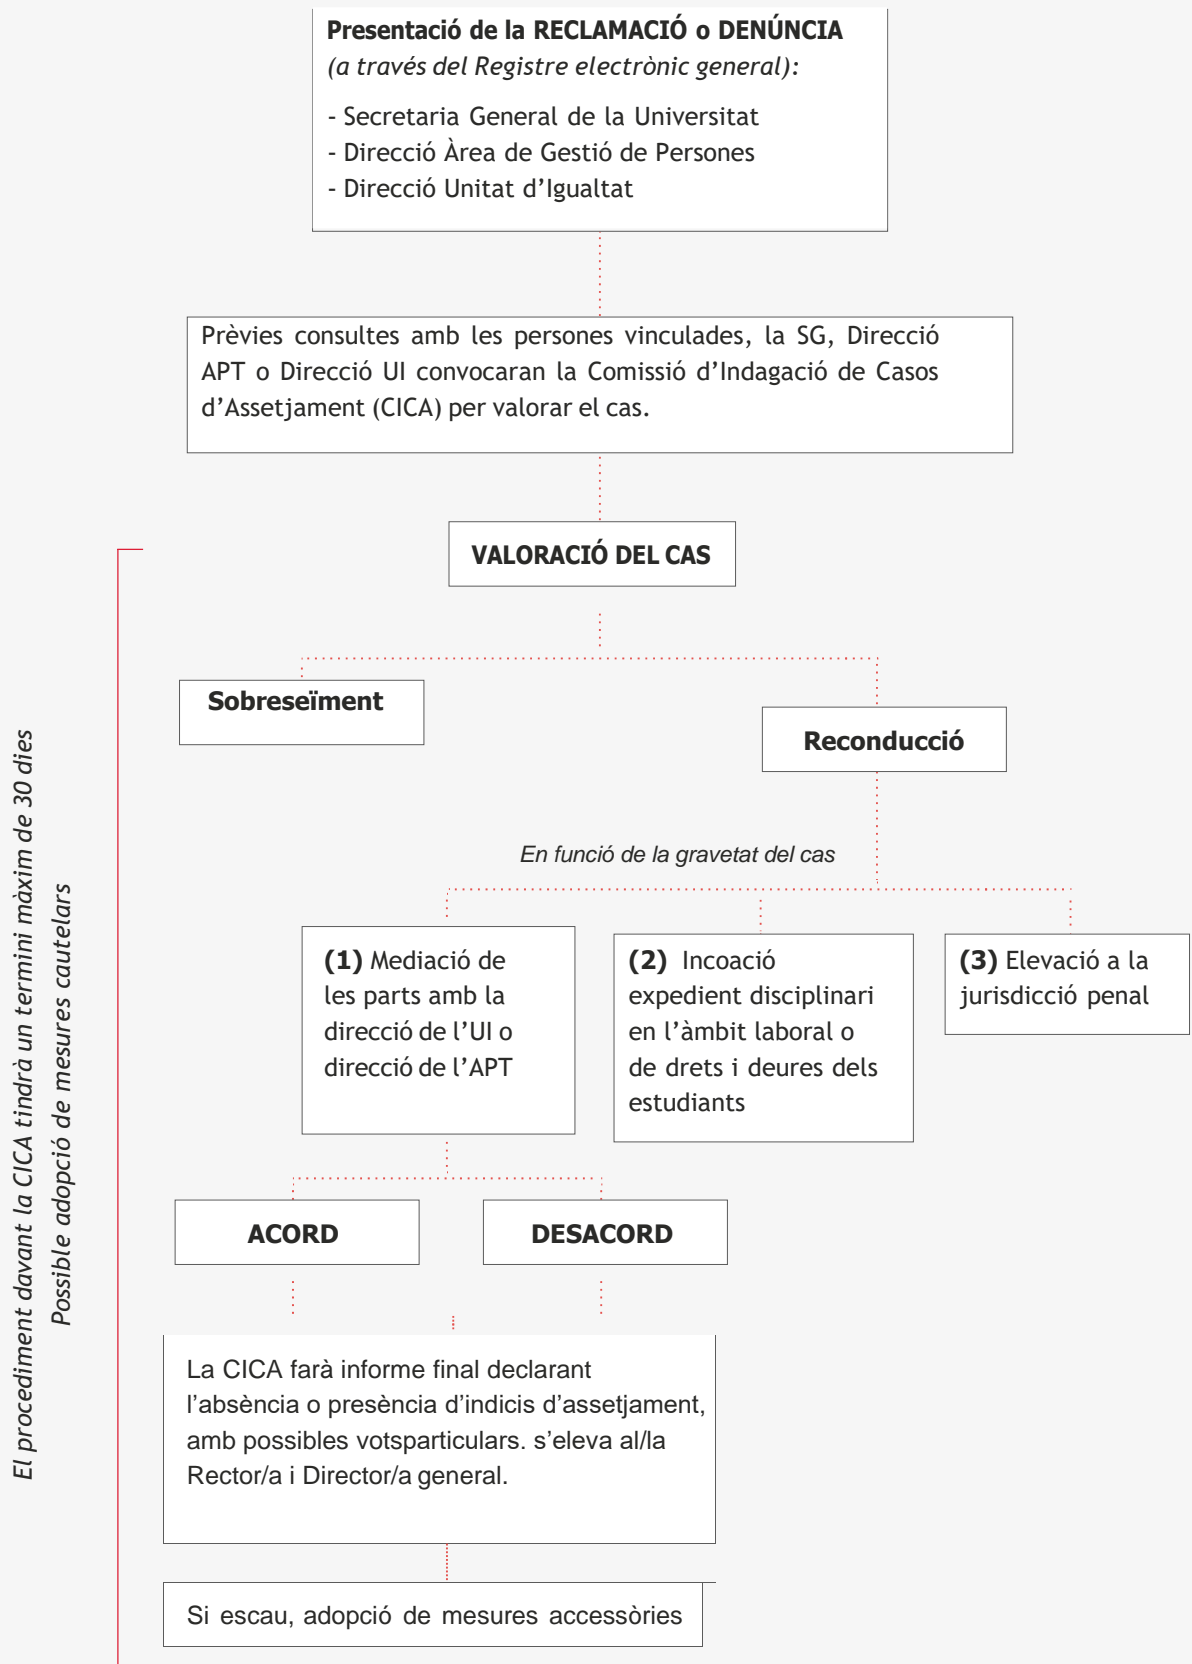 Presentació de la RECLAMACIÓ o DENÚNCIA
(a través del Registre electrònic general):
- Secretaria General de la Universitat
- Direcció Àrea de Gestió de Persones
- Direcció Unitat d’Igualtat
Prèvies consultes amb les persones vinculades, la SG, Direcció
APT o Direcció UI convocaran la Comissió d’Indagació de Casos
d’Assetjament (CICA) per valorar el cas.
VALORACIÓ DEL CAS
Sobreseïment
Reconducció
En funció de la gravetat del cas
(1) Mediació de
les parts amb la
direcció de l’UI o
direcció de l’APT
(2) Incoació
expedient disciplinari
en l’àmbit laboral o
de drets i deures dels
estudiants
(3) Elevació a la
jurisdicció penal
ACORD
DESACORD
La CICA farà informe final declarant
l’absència o presència d’indicis d’assetjament,
amb possibles votsparticulars. s’eleva al/la
Rector/a i Director/a general.
Si escau, adopció de mesures accessòries
El procediment davant la CICA tindrà un termini màxim de 30 dies
Possible adopció de mesures cautelars